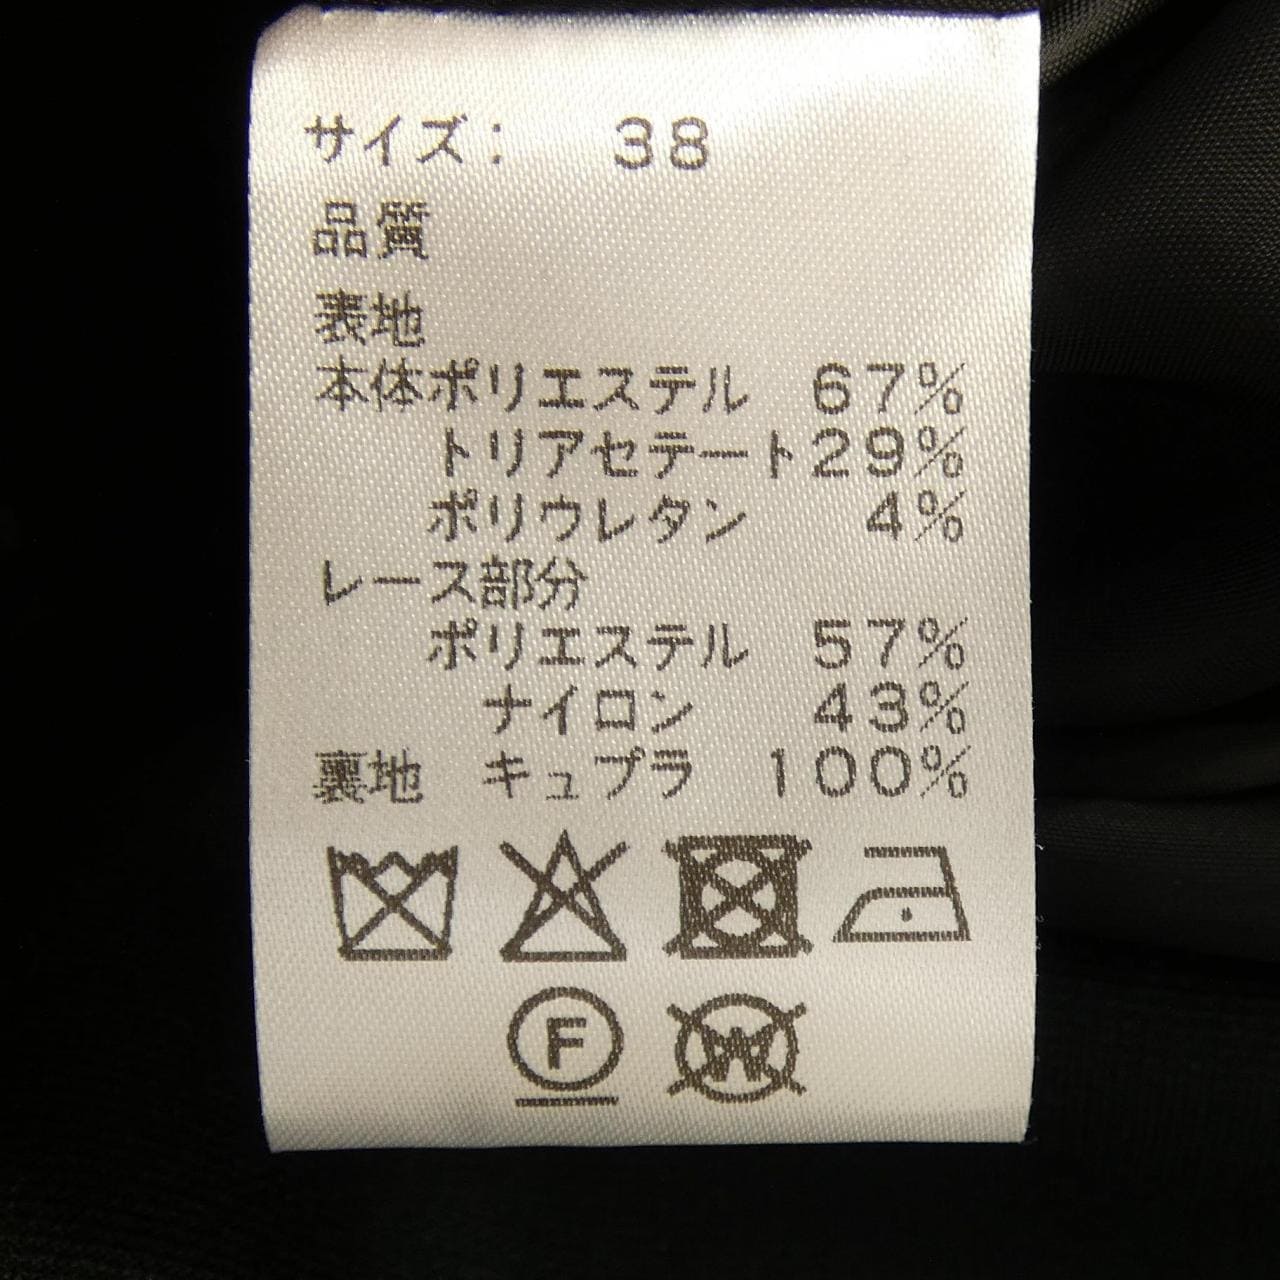 サイズ: 38
品質
表地
本体ポリエステル 67%
トリアセテート29%
ポリウレタン 4%
レース部分
ポリエステル 57%
ナイロン 43%
裏地 キュプラ 100%
F W